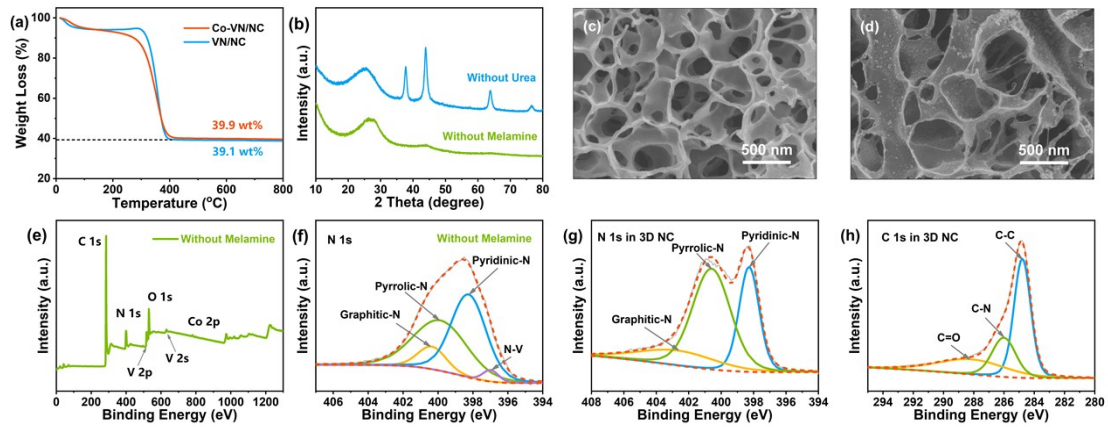 (a)
Co-VN/NC
VN/NC
39.9 wt%
39.1 wt%
100
80
60
40
20
0 200 400 600 800
Weight Loss (%)
Temperature (oC)
(b)
Without Urea
Without Melamine
10 20 30 40 50 60 70 80
Intensity (a.u.)
2 Theta (degree)
(c)
500 nm
(d)
500 nm
(e)
C 1s
Without Melamine
N 1s
O 1s
Co 2p
V 2s
V 2p
0 200 400 600 800 1000 1200
Intensity (a.u.)
Binding Energy (eV)
(f)
N 1s
Without Melamine
Pyridinic-N
Pyrrolic-N
Graphitic-N
N-V
406 404 402 400 398 396 394
Intensity (a.u.)
Binding Energy (eV)
(g)
N 1s in 3D NC
Pyrrolic-N
Pyridinic-N
Graphitic-N
408 406 404 402 400 398 396 394
Intensity (a.u.)
Binding Energy (eV)
(h)
C 1s in 3D NC
C-C
C-N
C=O
295 290 288 286 284 282 280
Intensity (a.u.)
Binding Energy (eV)